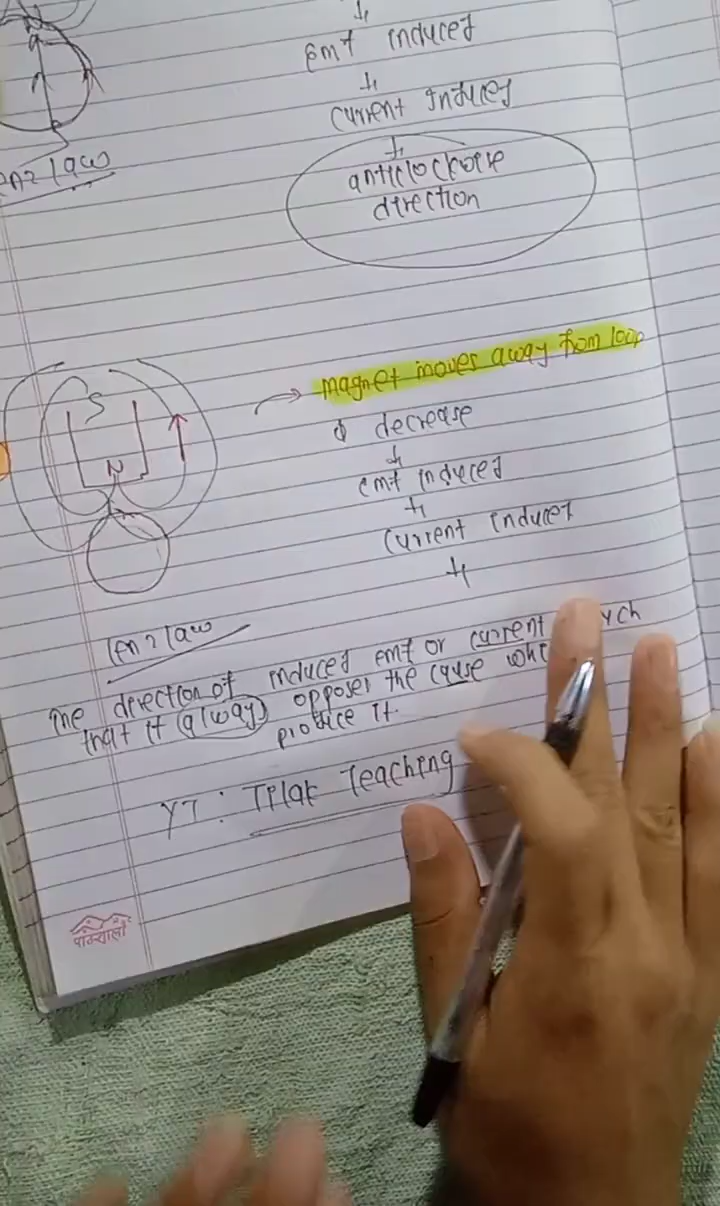 emf induced
current induced
anticlockwise
direction
law
magnet moves away from loop
S
ϕ decrease
N
emf induced
current induced
lenz law
The direction of induced emf or current
that it always opposes the cause
produce it.
YT: Tilak Teaching
पाठशाला